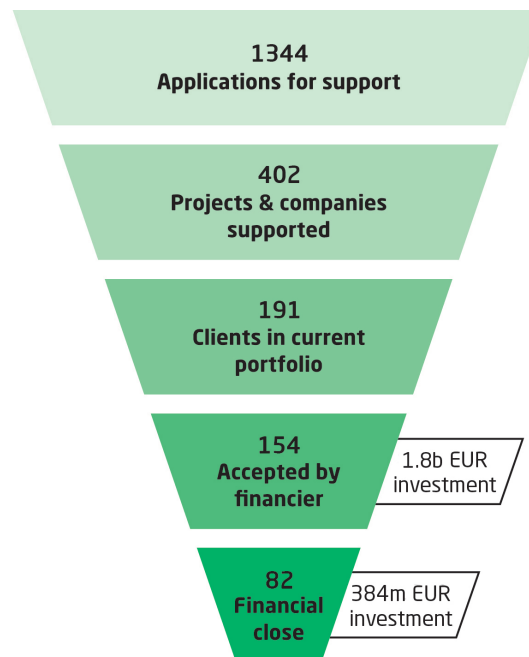 1344
Applications for support
402
Projects & companies
supported
191
Clients in current
portfolio
154
Accepted by
financier
1.8b EUR
investment
82
Financial
close
384m EUR
investment